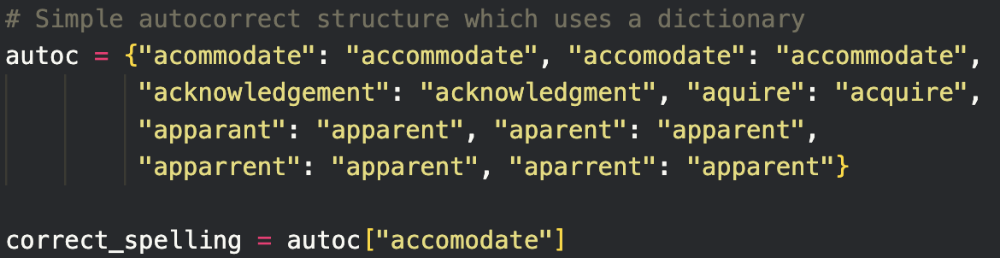 # Simple autocorrect structure which uses a dictionary
autoc = {"acommodate": "accommodate", "accomodate": "accommodate",
"acknowledgement": "acknowledgment", "aquire": "acquire",
"apparant": "apparent", "aparent": "apparent",
"apparrent": "apparent", "aparrent": "apparent"}
correct_spelling = autoc["accomodate"]